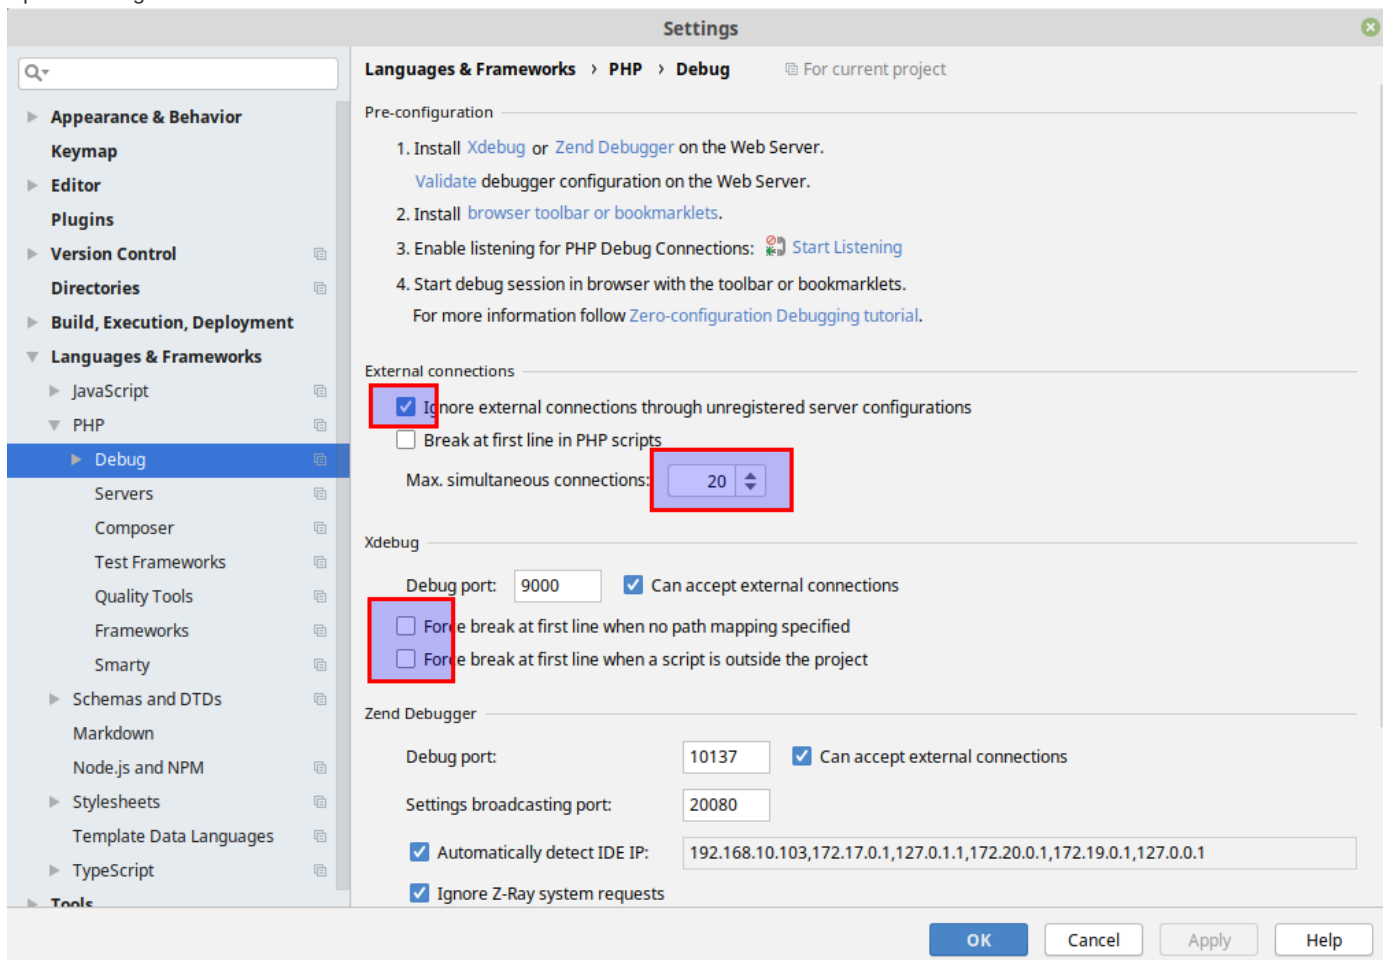 Settings
Languages & Frameworks › PHP › Debug For current project
Appearance & Behavior
Keymap
Editor
Plugins
Version Control
Directories
Build, Execution, Deployment
Languages & Frameworks
JavaScript
PHP
Debug
Servers
Composer
Test Frameworks
Quality Tools
Frameworks
Smarty
Schemas and DTDs
Markdown
Node.js and NPM
Stylesheets
Template Data Languages
TypeScript
Tools
Pre-configuration
1. Install Xdebug or Zend Debugger on the Web Server.
Validate debugger configuration on the Web Server.
2. Install browser toolbar or bookmarklets.
3. Enable listening for PHP Debug Connections: Start Listening
4. Start debug session in browser with the toolbar or bookmarklets.
For more information follow Zero-configuration Debugging tutorial.
External connections
Ignore external connections through unregistered server configurations
Break at first line in PHP scripts
Max. simultaneous connections: 20
Xdebug
Debug port: 9000 Can accept external connections
Force break at first line when no path mapping specified
Force break at first line when a script is outside the project
Zend Debugger
Debug port: 10137 Can accept external connections
Settings broadcasting port: 20080
Automatically detect IDE IP: 192.168.10.103,172.17.0.1,127.0.1.1,172.20.0.1,172.19.0.1,127.0.0.1
Ignore Z-Ray system requests
OK Cancel Apply Help